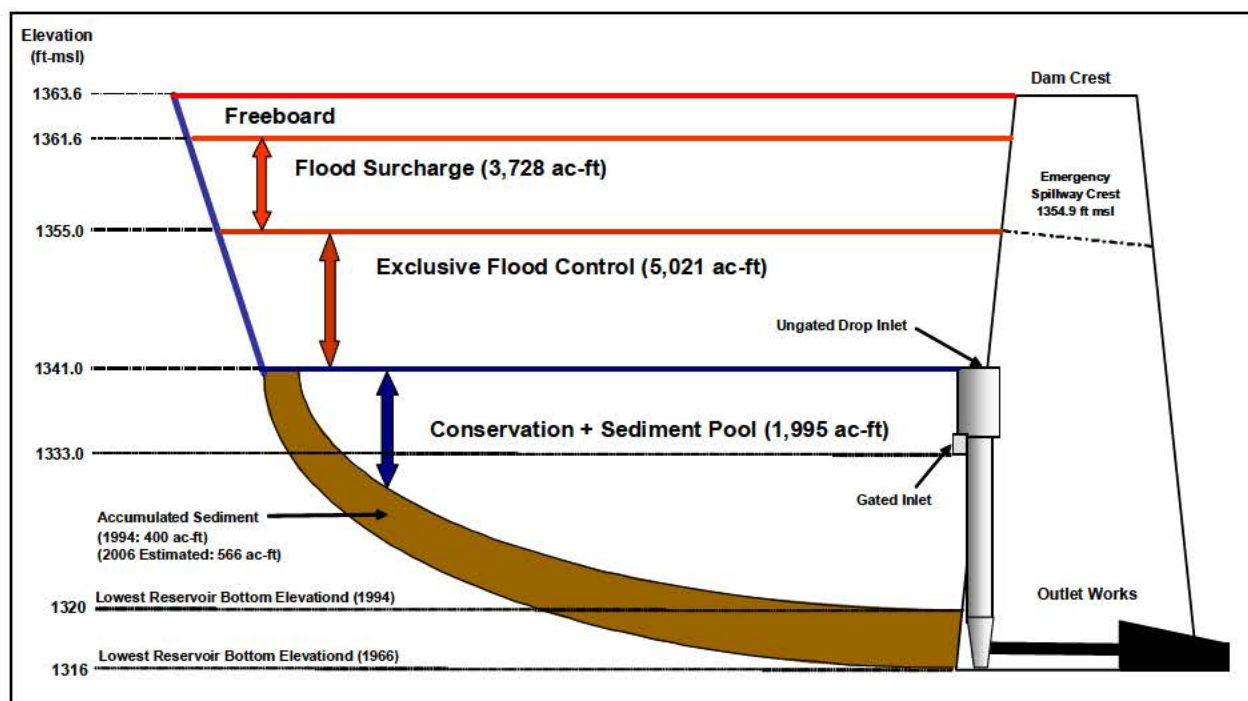 Elevation
(ft-msl)
1363.6
Dam Crest
Freeboard
1361.6
Flood Surcharge (3,728 ac-ft)
Emergency
Spillway Crest
1354.9 ft msl
1355.0
Exclusive Flood Control (5,021 ac-ft)
Ungated Drop Inlet
1341.0
Conservation + Sediment Pool (1,995 ac-ft)
1333.0
Gated Inlet
Accumulated Sediment
(1994: 400 ac-ft)
(2006 Estimated: 566 ac-ft)
Lowest Reservoir Bottom Elevationd (1994)
1320
Outlet Works
Lowest Reservoir Bottom Elevationd (1966)
1316